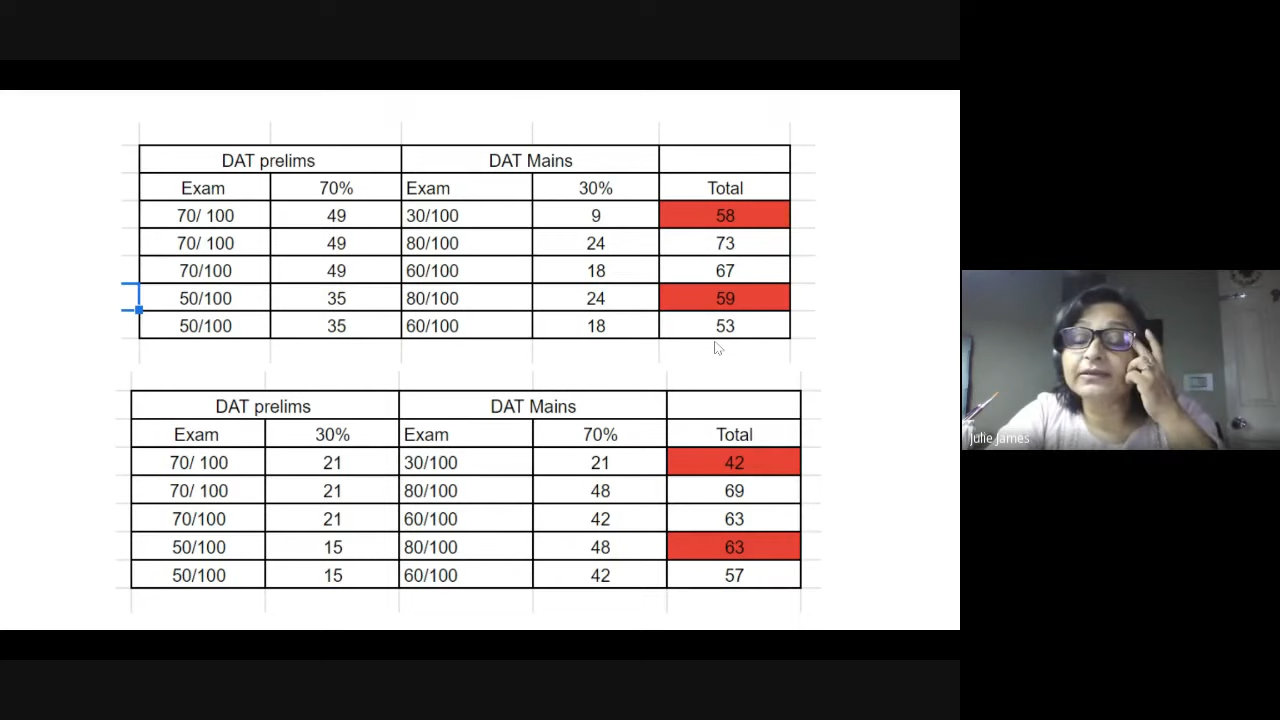 DAT prelims DAT Mains
Exam 70% Exam 30% Total
70/ 100 49 30/100 9 58
70/ 100 49 80/100 24 73
70/100 49 60/100 18 67
50/100 35 80/100 24 59
50/100 35 60/100 18 53
DAT prelims DAT Mains
Exam 30% Exam 70% Total
70/ 100 21 30/100 21 42
70/ 100 21 80/100 48 69
70/100 21 60/100 42 63
50/100 15 80/100 48 63
50/100 15 60/100 42 57
Julie James